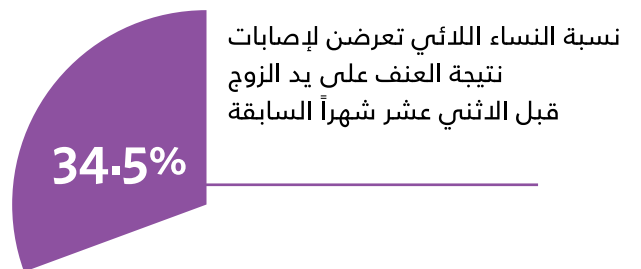 نسبة النساء اللائي تعرضن لإصابات
نتيجة العنف على يد الزوج
قبل الاثني عشر شهراً السابقة
34.5%